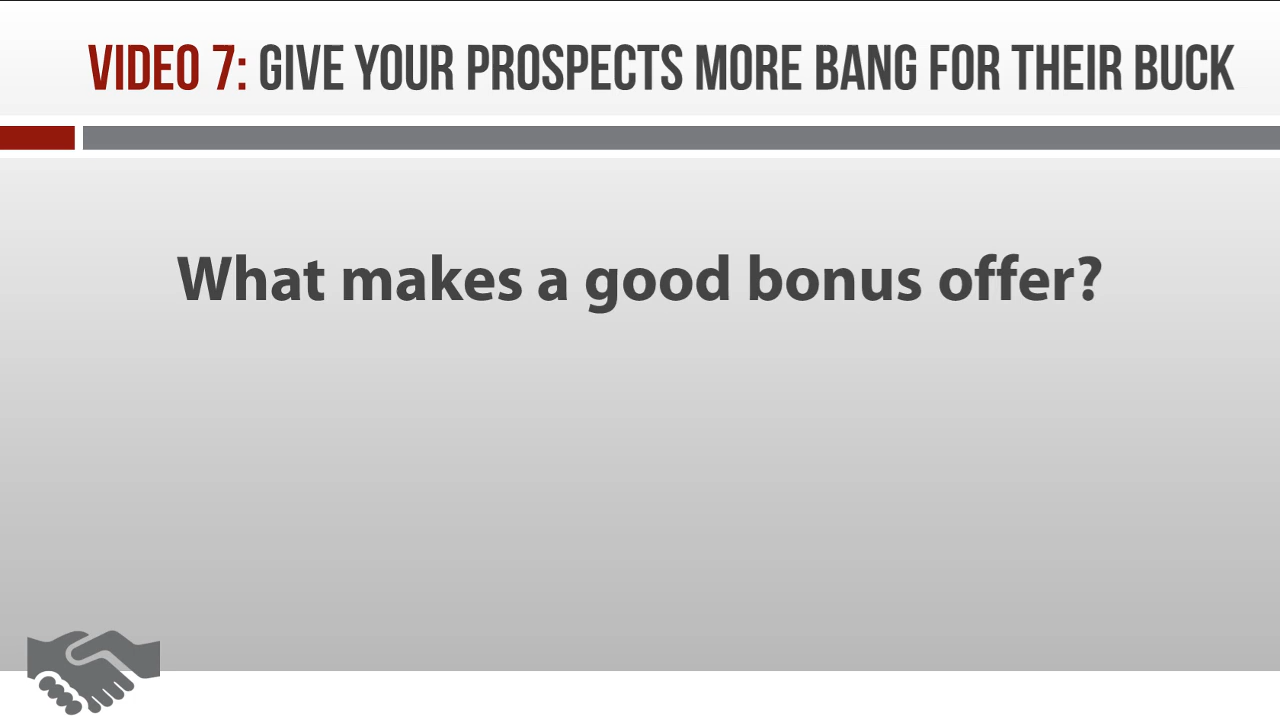 VIDEO 7: GIVE YOUR PROSPECTS MORE BANG FOR THEIR BUCK
What makes a good bonus offer?